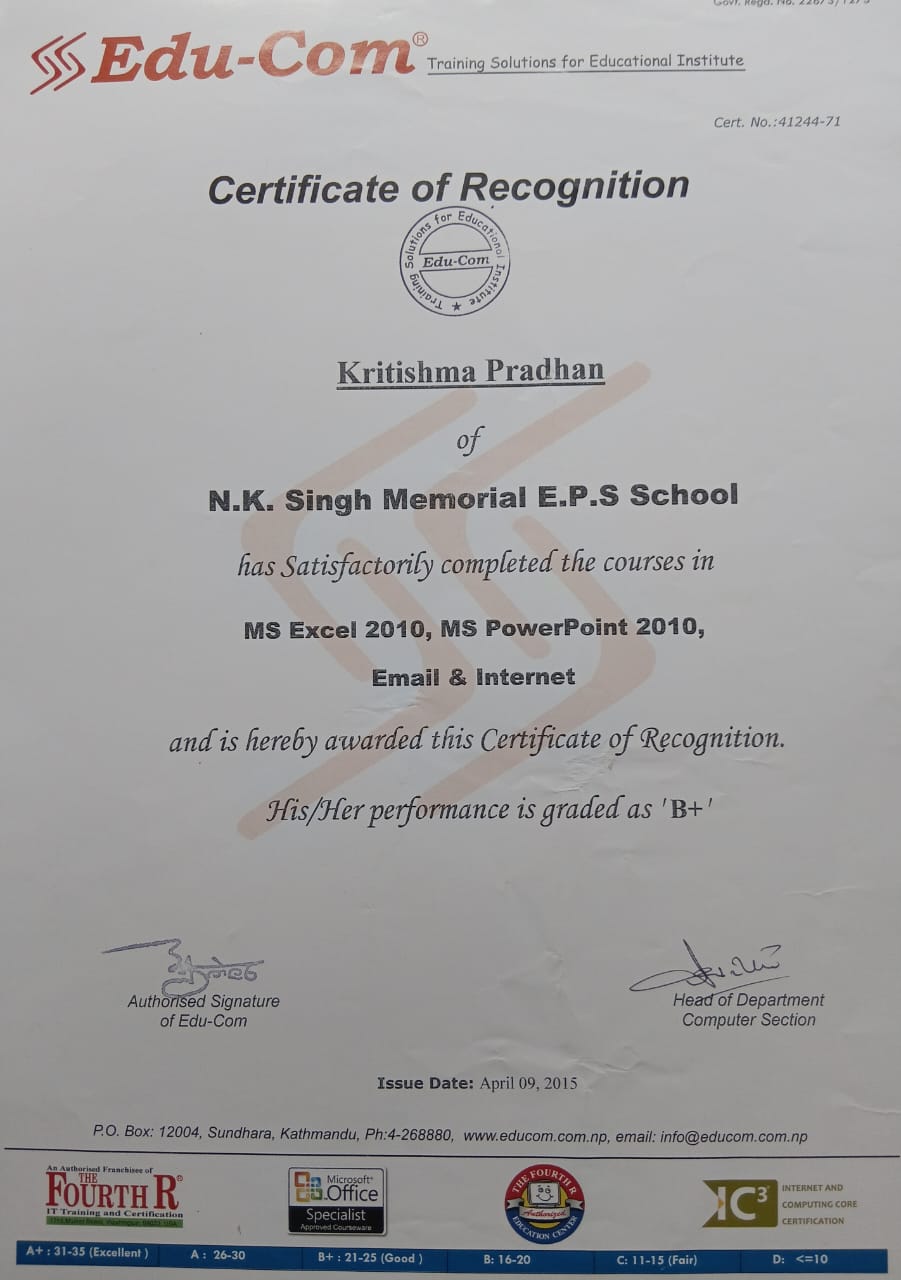 Edu-Com® Training Solutions for Educational Institute
Cert. No.:41244-71
Certificate of Recognition
Training Solutions for Educational Institute
Edu-Com
Kritishma Pradhan
of
N.K. Singh Memorial E.P.S School
has Satisfactorily completed the courses in
MS Excel 2010, MS PowerPoint 2010,
Email & Internet
and is hereby awarded this Certificate of Recognition.
His/Her performance is graded as 'B+'
Authorised Signature
of Edu-Com
Head of Department
Computer Section
Issue Date: April 09, 2015
P.O. Box: 12004, Sundhara, Kathmandu, Ph:4-268880, www.educom.com.np, email: info@educom.com.np
An Authorised Franchisee of
THE
FOURTH R®
IT Training and Certification
Microsoft®
Office
Specialist
Approved Courseware
THE FOURTH R
Authorized
EDUCATION CENTER
IC³
INTERNET AND
COMPUTING CORE
CERTIFICATION
A+ : 31-35 (Excellent ) A : 26-30 B+ : 21-25 (Good ) B: 16-20 C: 11-15 (Fair) D: <=10